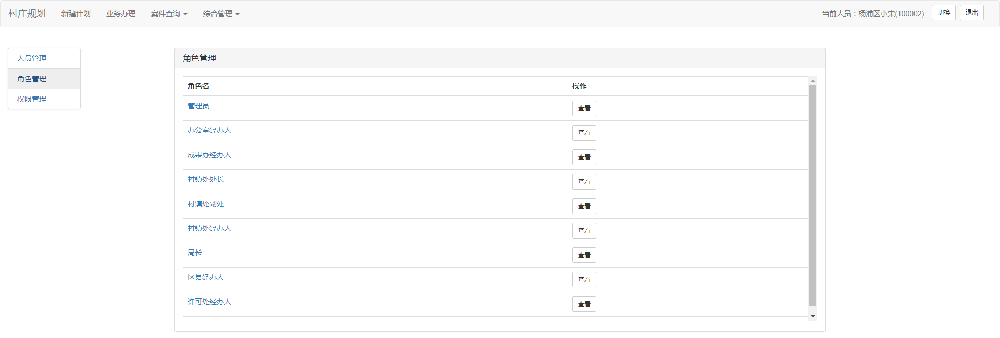 村庄规划 新建计划 业务办理 案件查询 综合管理 当前人员：杨浦区小宋(100002) 切换 退出
人员管理
角色管理
权限管理
角色管理
角色名 操作
管理员 查看
办公室经办人 查看
成果办经办人 查看
村镇处处长 查看
村镇处副处 查看
村镇处经办人 查看
局长 查看
区县经办人 查看
许可处经办人 查看